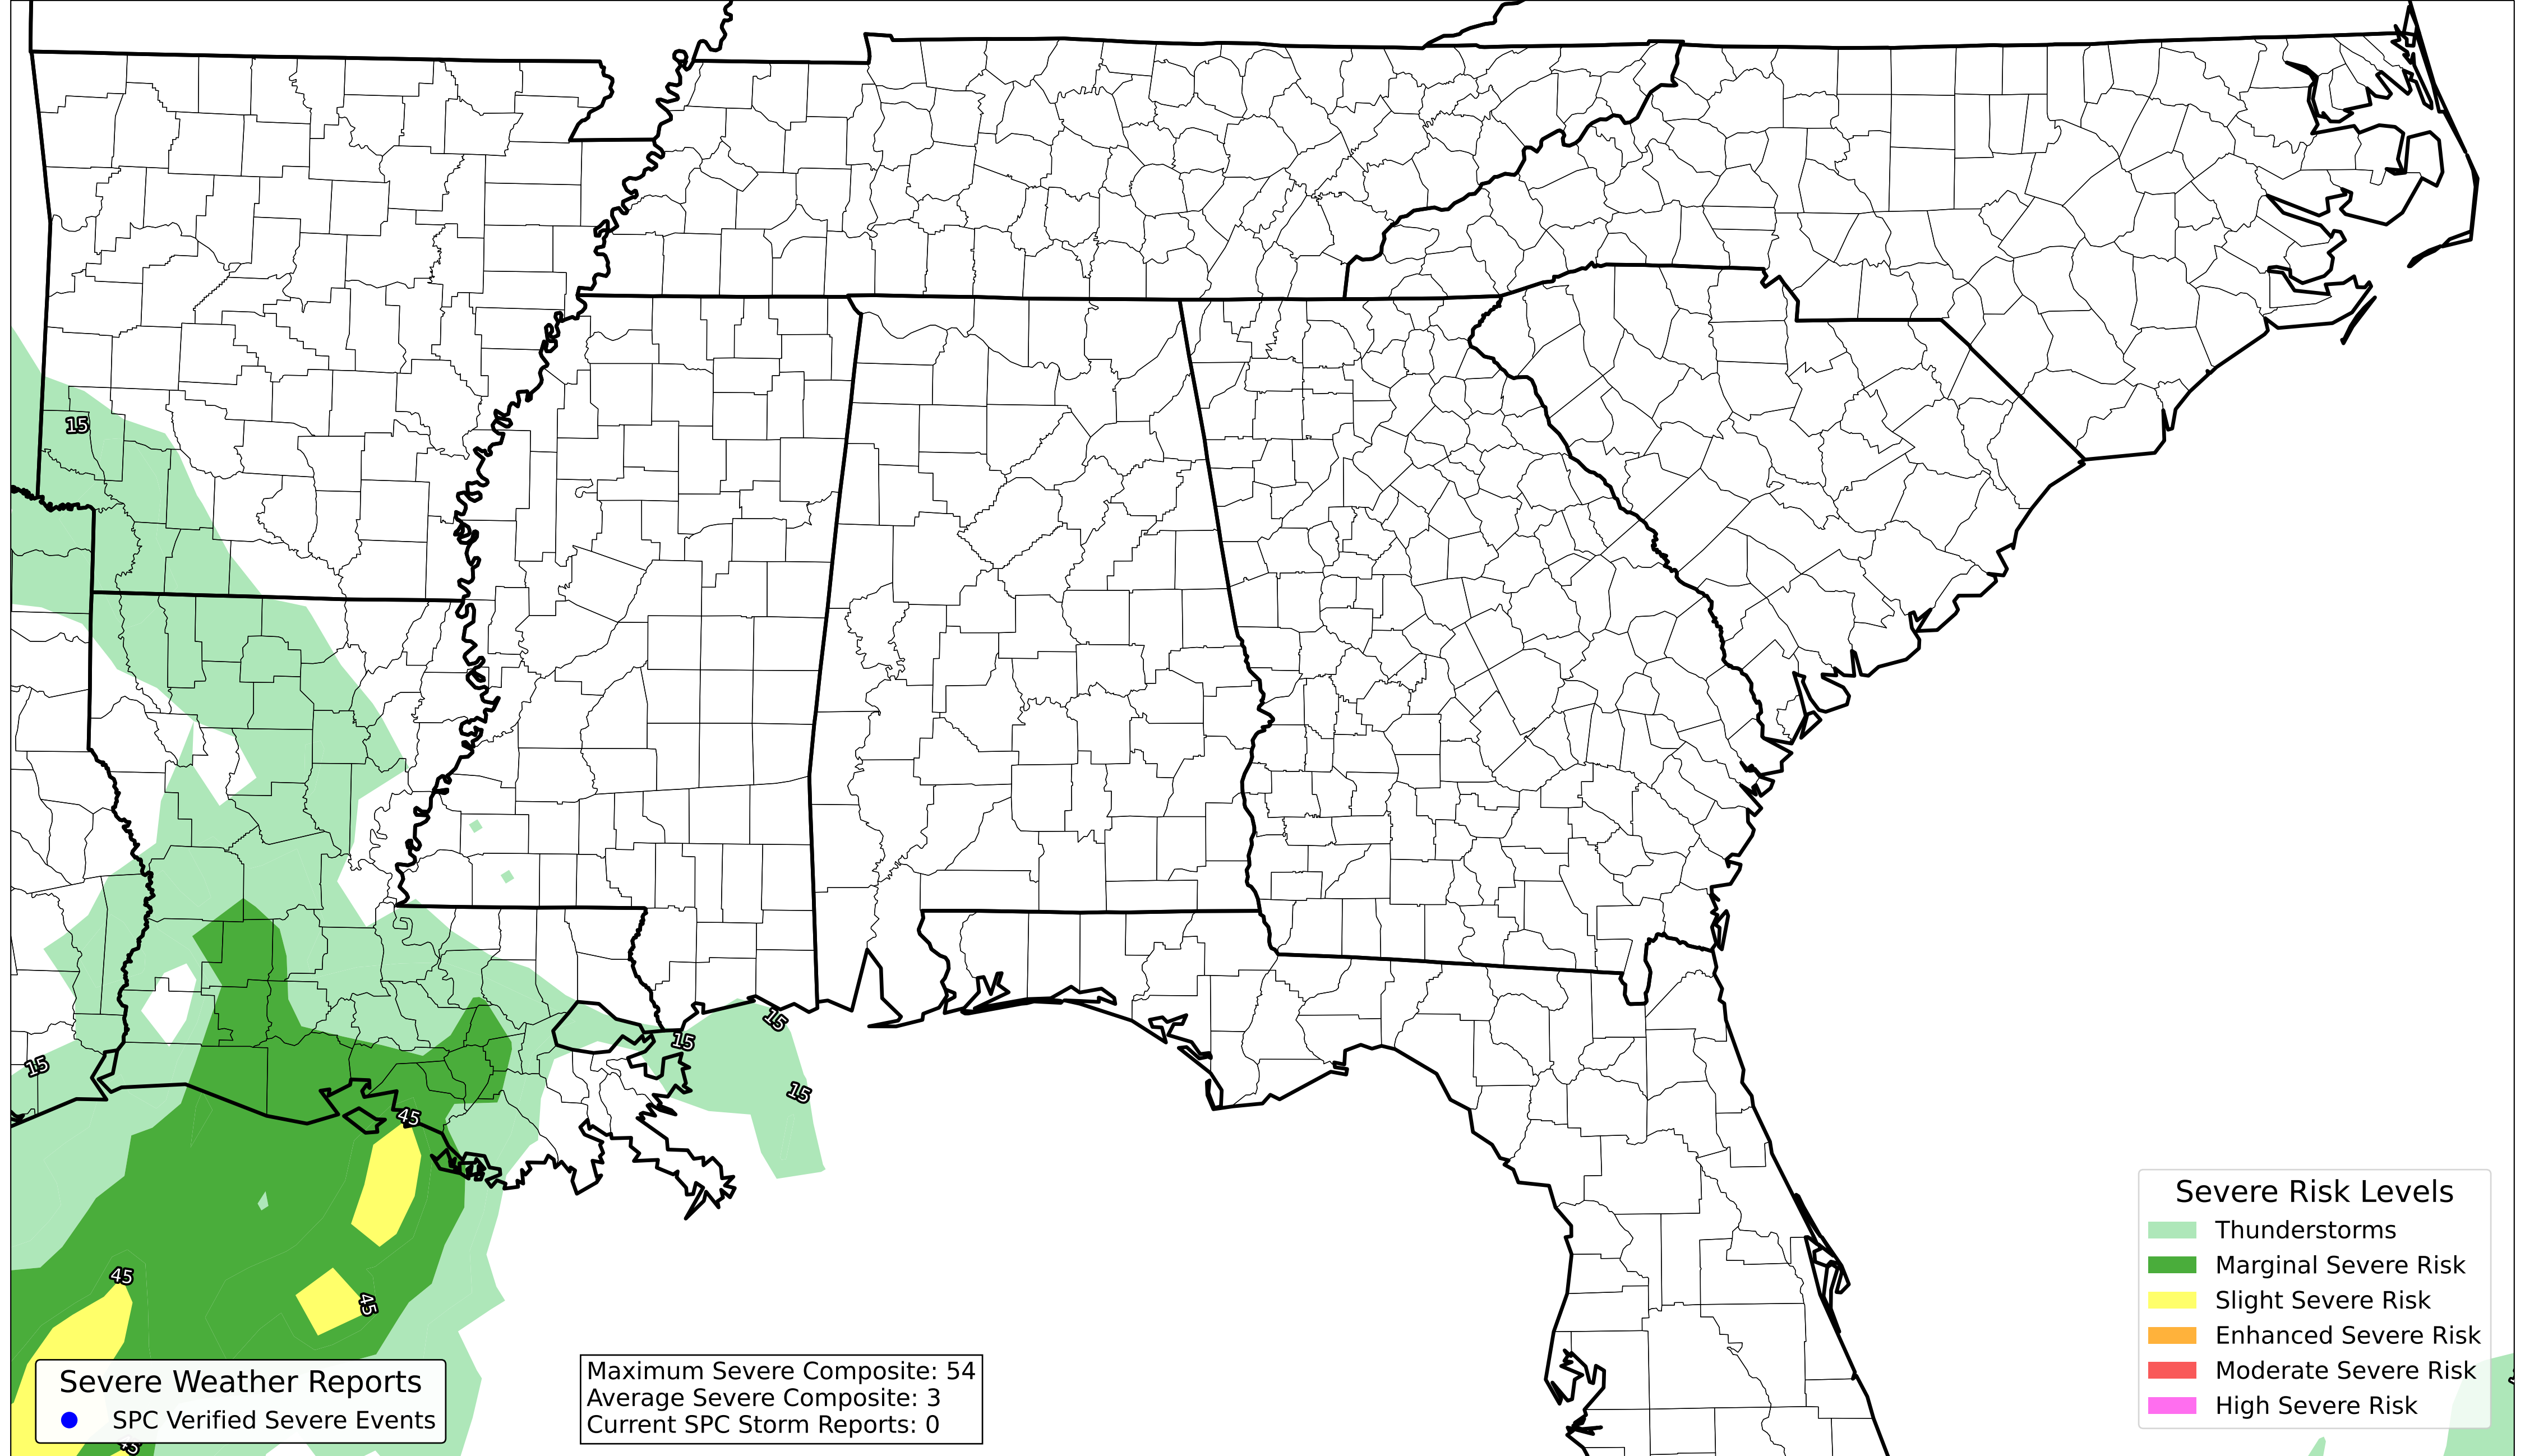 15
15
15
15
15
45
45
45
45
Severe Risk Levels
Thunderstorms
Marginal Severe Risk
Slight Severe Risk
Enhanced Severe Risk
Moderate Severe Risk
High Severe Risk
Severe Weather Reports
SPC Verified Severe Events
Maximum Severe Composite: 54
Average Severe Composite: 3
Current SPC Storm Reports: 0